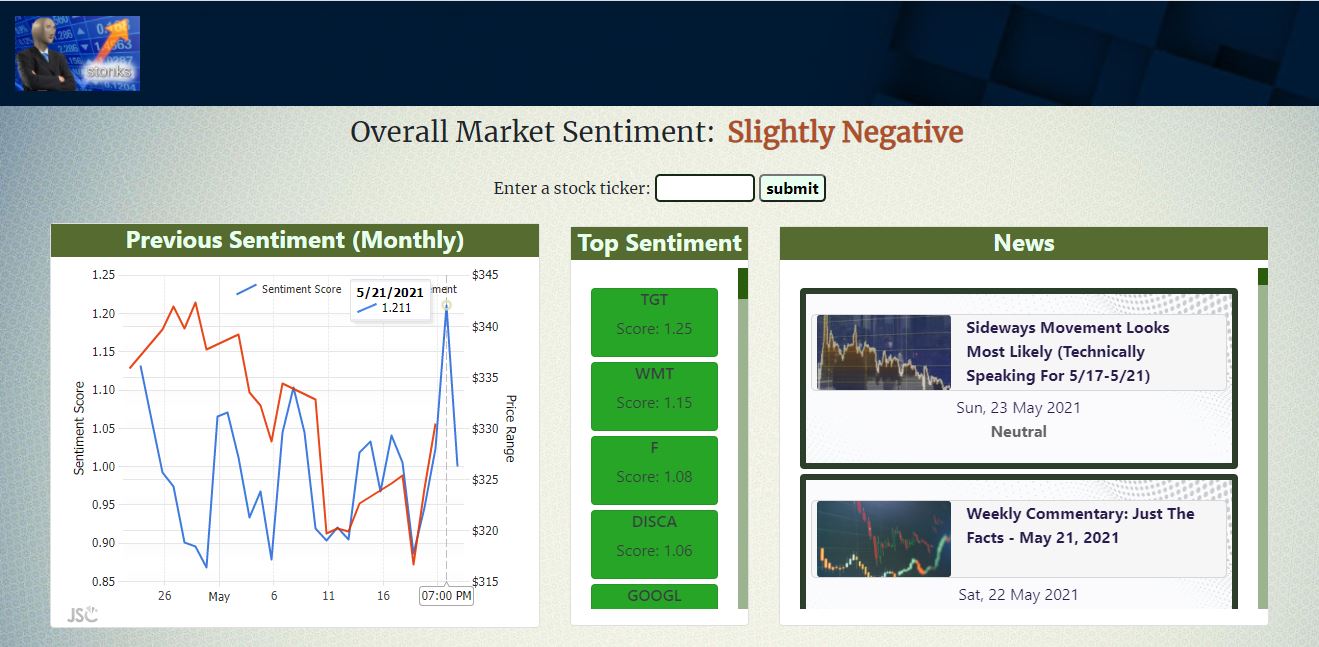 stonks
Overall Market Sentiment: Slightly Negative
Enter a stock ticker: submit
Previous Sentiment (Monthly)
1.25
1.20
1.15
1.10
1.05
1.00
0.95
0.90
0.85
Sentiment Score
Sentiment Score
5/21/2021
1.211
$345
$340
$335
$330
$325
$320
$315
Price Range
26 May 6 11 16 07:00 PM
JSC
Top Sentiment
TGT
Score: 1.25
WMT
Score: 1.15
F
Score: 1.08
DISCA
Score: 1.06
GOOGL
News
Sideways Movement Looks
Most Likely (Technically
Speaking For 5/17-5/21)
Sun, 23 May 2021
Neutral
Weekly Commentary: Just The
Facts - May 21, 2021
Sat, 22 May 2021